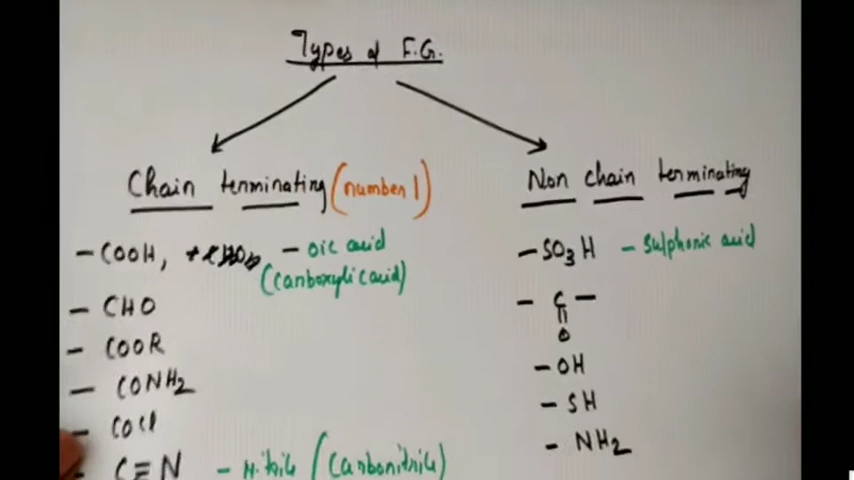 Types of F.G.
Chain terminating (number 1)
- COOH, - oic acid
(carboxylic acid)
- CHO
- COOR
- CONH2
- COCl
- C≡N - Nitrile (Carbonitrile)
Non chain terminating
- SO3H - Sulphonic acid
- C -
||
O
- OH
- SH
- NH2